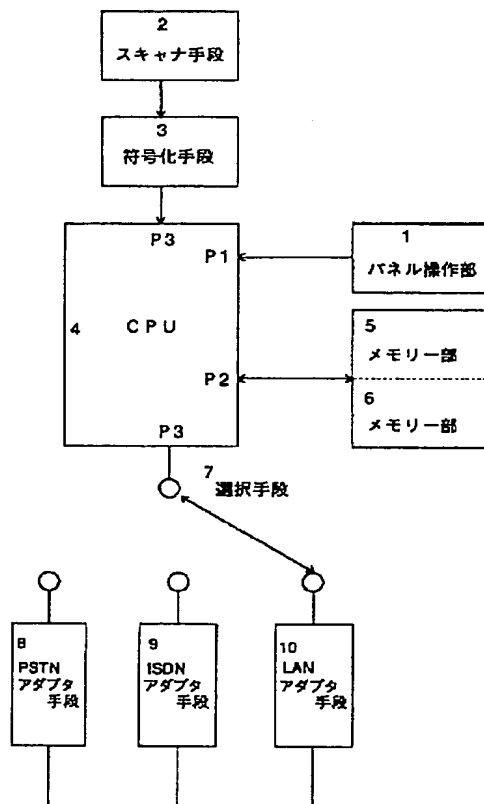 2
スキャナ手段
3
符号化手段
P3
P1
1
パネル操作部
4
CPU
5
メモリー部
P2
6
メモリー部
P3
7
選択手段
8
PSTN
アダプタ
手段
9
ISDN
アダプタ
手段
10
LAN
アダプタ
手段